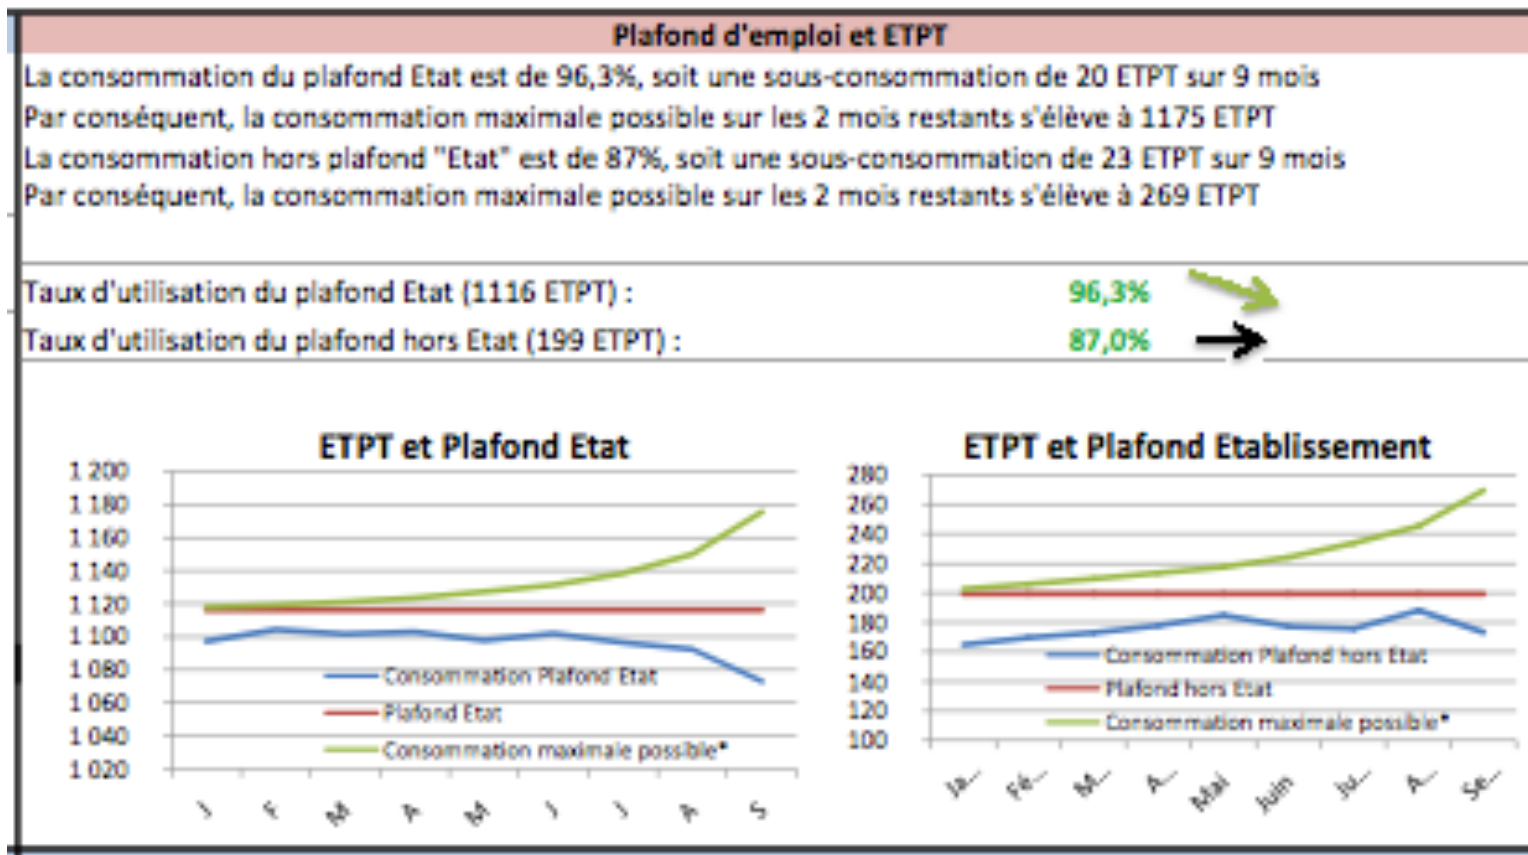 Plafond d'emploi et ETPT
La consommation du plafond Etat est de 96,3%, soit une sous-consommation de 20 ETPT sur 9 mois
Par conséquent, la consommation maximale possible sur les 2 mois restants s'élève à 1175 ETPT
La consommation hors plafond "Etat" est de 87%, soit une sous-consommation de 23 ETPT sur 9 mois
Par conséquent, la consommation maximale possible sur les 2 mois restants s'élève à 269 ETPT
Taux d'utilisation du plafond Etat (1116 ETPT) : 96,3%
Taux d'utilisation du plafond hors Etat (199 ETPT) : 87,0%
ETPT et Plafond Etat
1 200
1 180
1 160
1 140
1 120
1 100
1 080
1 060
1 040
1 020
Consommation Plafond Etat
Plafond Etat
Consommation maximale possible*
J F M A M J J A S
ETPT et Plafond Etablissement
280
260
240
220
200
180
160
140
120
100
Consommation Plafond hors Etat
Plafond hors Etat
Consommation maximale possible*
Ja... Fé... M... A... Mai Juin Ju... A... Se...